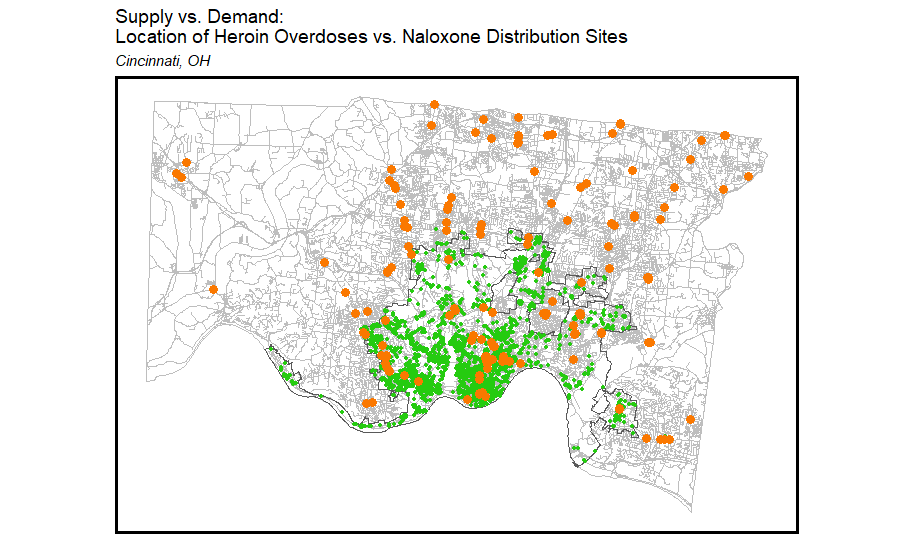 Supply vs. Demand:
Location of Heroin Overdoses vs. Naloxone Distribution Sites
Cincinnati, OH